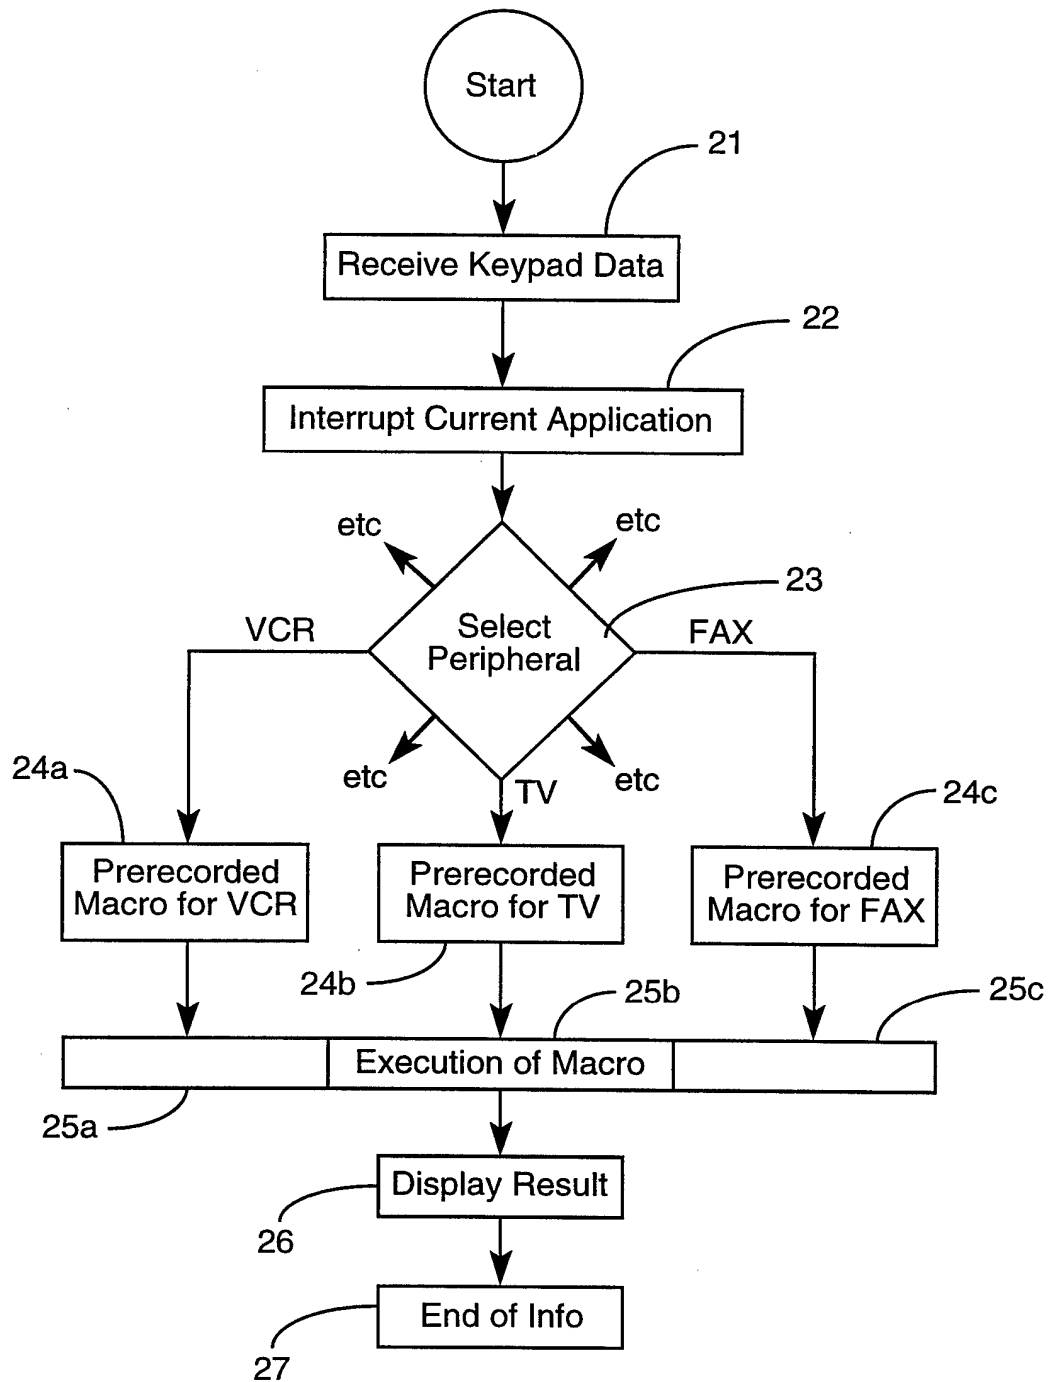 Start
21
Receive Keypad Data
22
Interrupt Current Application
etc
etc
23
VCR
Select
Peripheral
FAX
etc
etc
TV
24a
24c
Prerecorded
Macro for VCR
Prerecorded
Macro for TV
Prerecorded
Macro for FAX
24b
25b
25c
Execution of Macro
25a
Display Result
26
End of Info
27